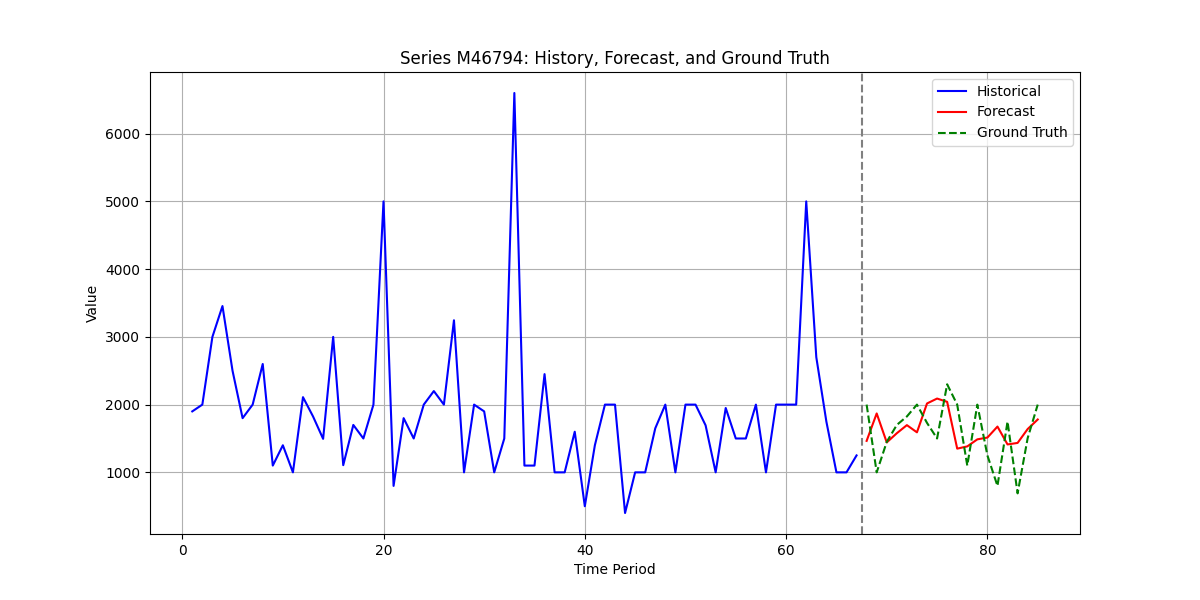 Series M46794: History, Forecast, and Ground Truth
Historical
Forecast
Ground Truth
6000
5000
4000
3000
2000
1000
Value
0 20 40 60 80
Time Period